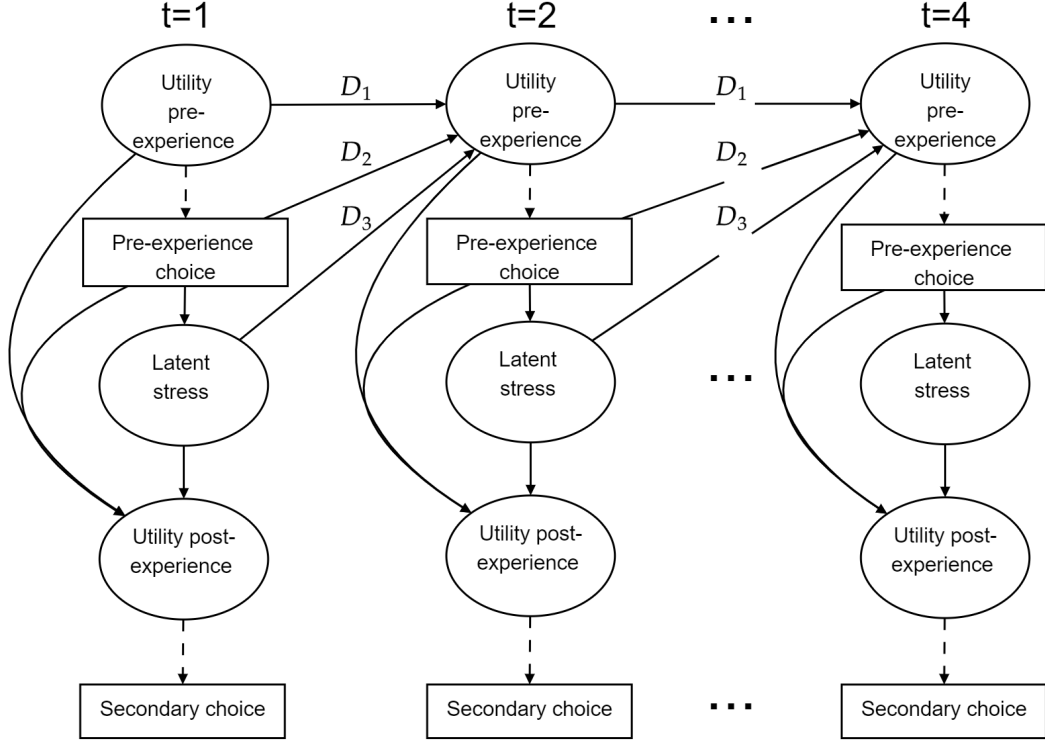 t=1
t=2
...
t=4
Utility
pre-
experience
D₁
Utility
pre-
experience
D₁
Utility
pre-
experience
D₂
D₂
D₃
D₃
Pre-experience
choice
Pre-experience
choice
Pre-experience
choice
Latent
stress
Latent
stress
...
Latent
stress
Utility post-
experience
Utility post-
experience
Utility post-
experience
Secondary choice
Secondary choice
...
Secondary choice